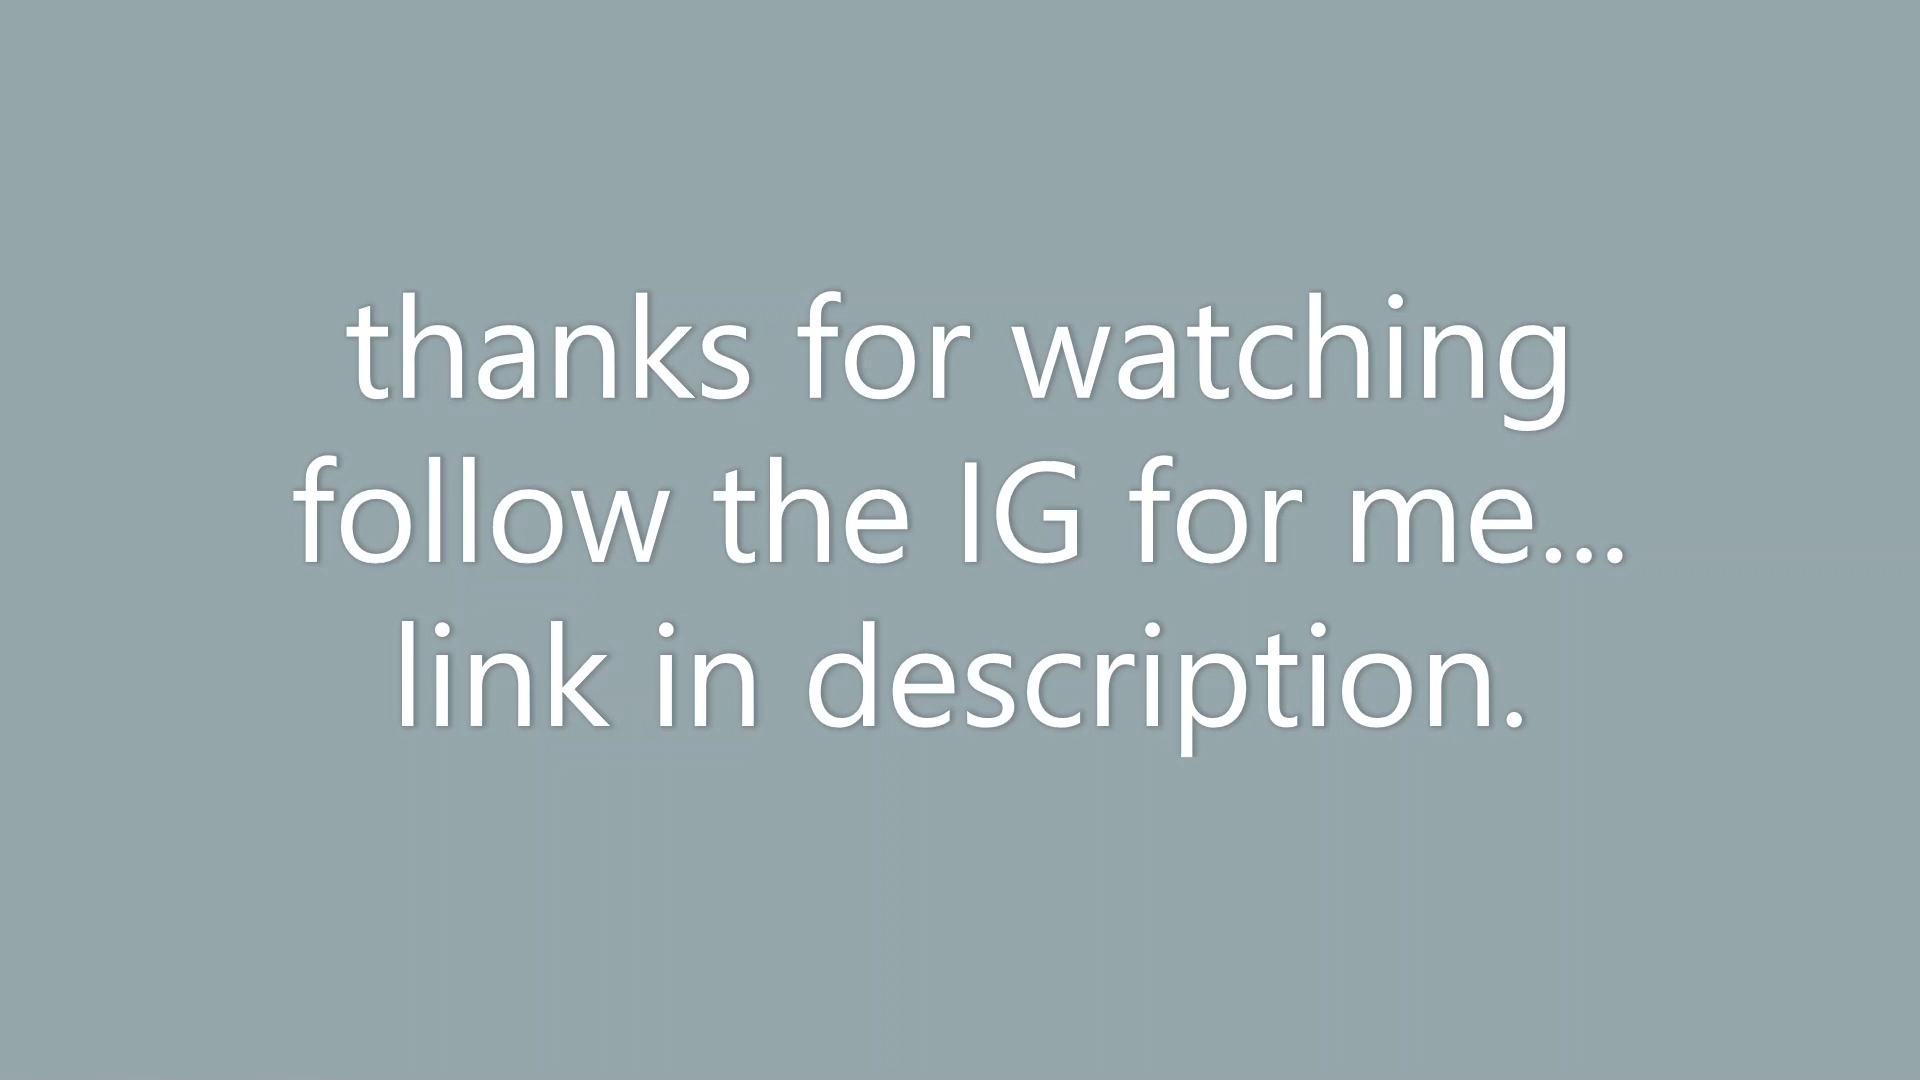 thanks for watching
follow the IG for me...
link in description.